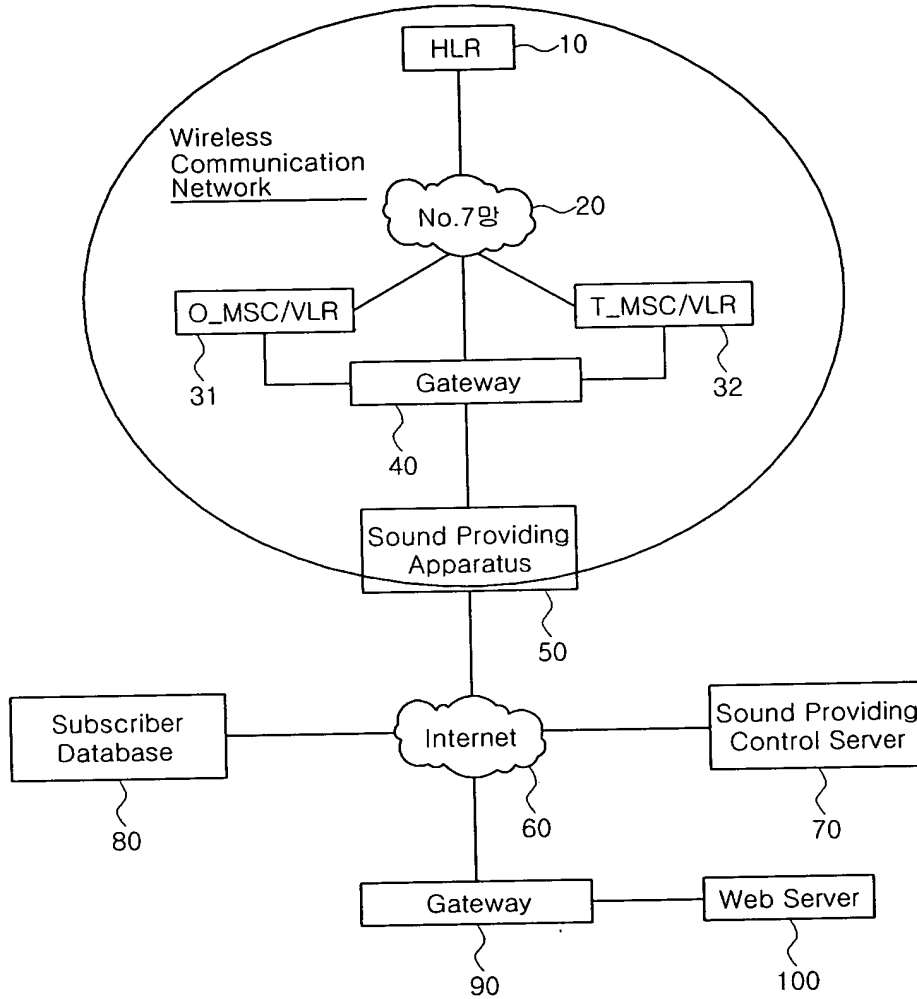 HLR
10
Wireless
Communication
Network
No.7망
20
O_MSC/VLR
T_MSC/VLR
31
32
Gateway
40
Sound Providing
Apparatus
50
Subscriber
Database
Internet
Sound Providing
Control Server
80
60
70
Gateway
Web Server
90
100